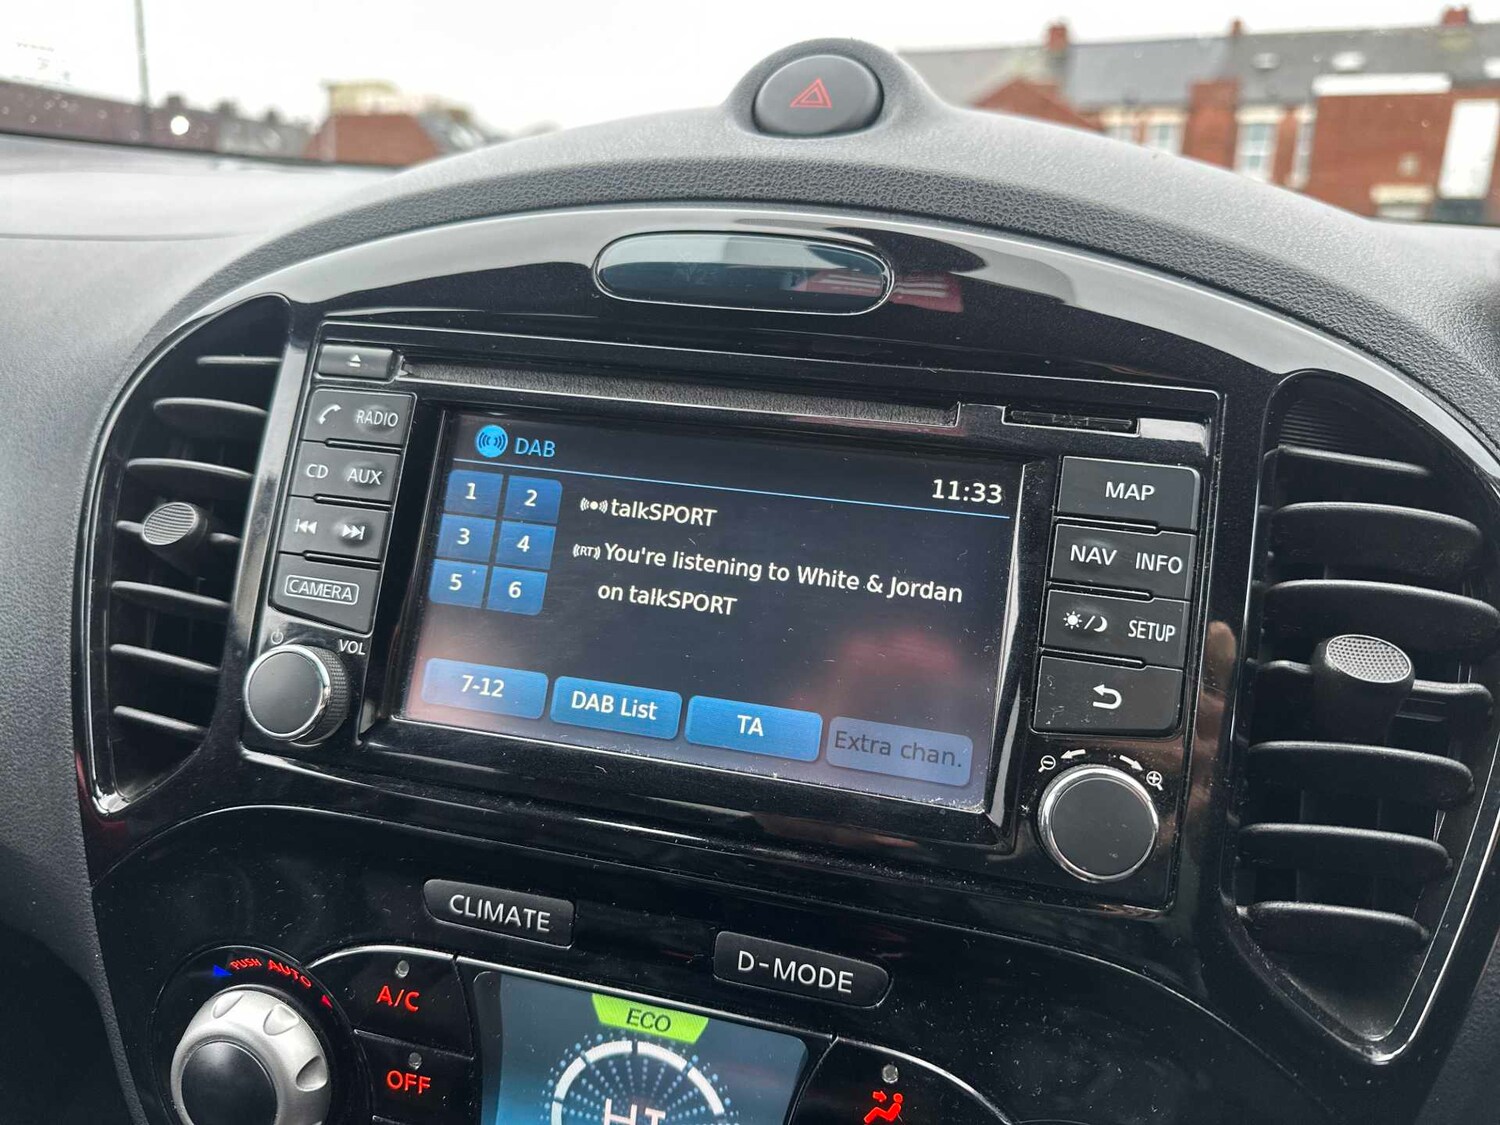 RADIO
CD AUX
CAMERA
VOL
DAB
11:33
1 2
3 4
5 6
talkSPORT
(RT) You're listening to White & Jordan
on talkSPORT
7-12 DAB List TA Extra chan.
MAP
NAV INFO
SETUP
CLIMATE
D-MODE
PUSH AUTO
A/C
OFF
ECO